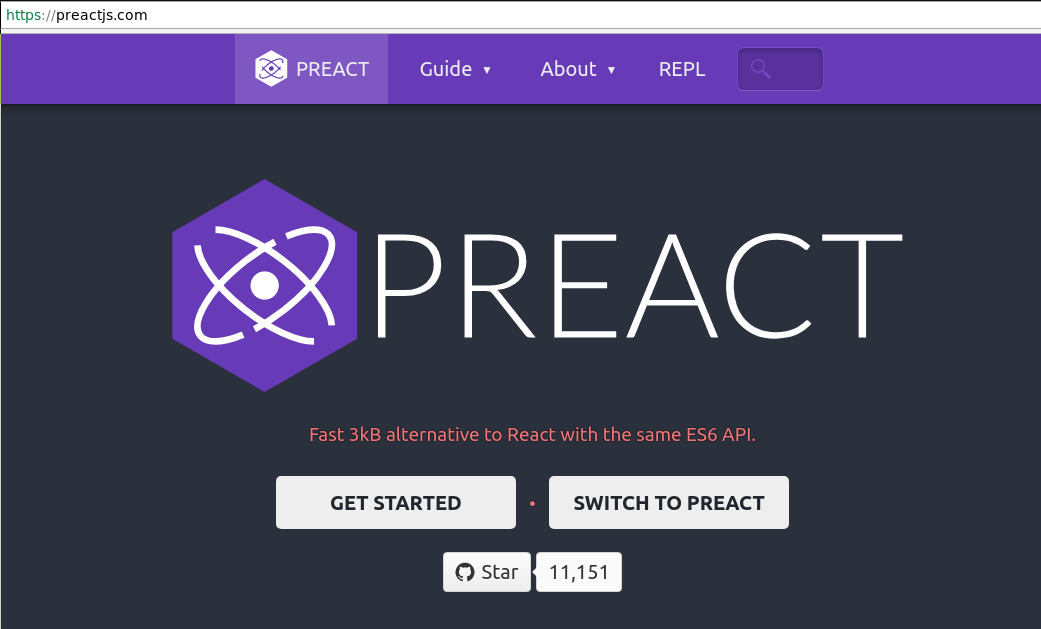 https://preactjs.com
PREACT Guide ▼ About ▼ REPL
PREACT
Fast 3kB alternative to React with the same ES6 API.
GET STARTED • SWITCH TO PREACT
Star 11,151